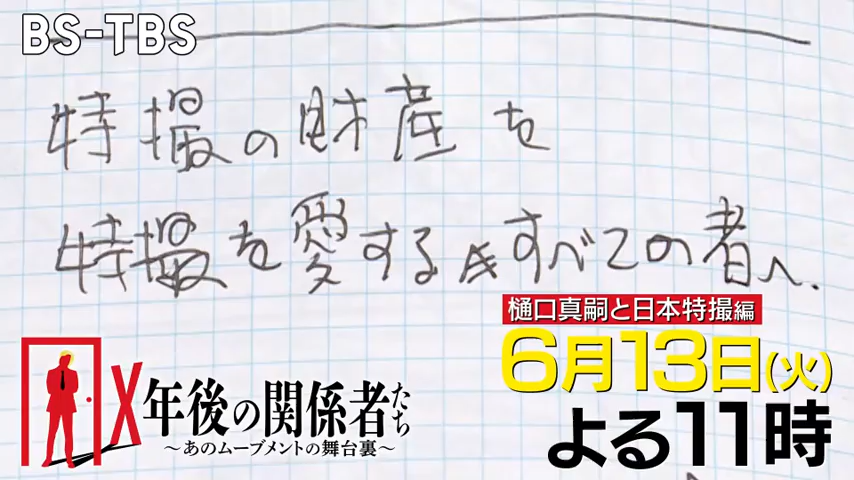 BS-TBS
特撮の財産を
特撮を愛するすべての者へ.
樋口真嗣と日本特撮編
6月13日(火)
よる11時
X年後の関係者たち
〜あのムーブメントの舞台裏〜